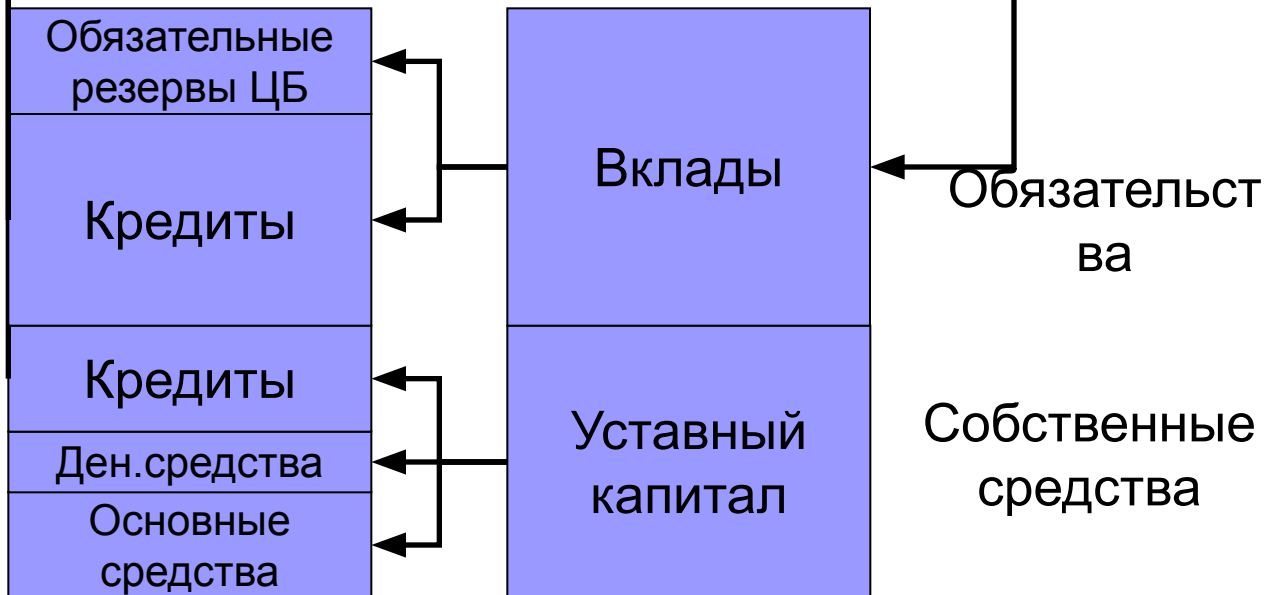 Обязательные
резервы ЦБ
Кредиты
Кредиты
Ден.средства
Основные
средства
Вклады
Уставный
капитал
Обязательст
ва
Собственные
средства